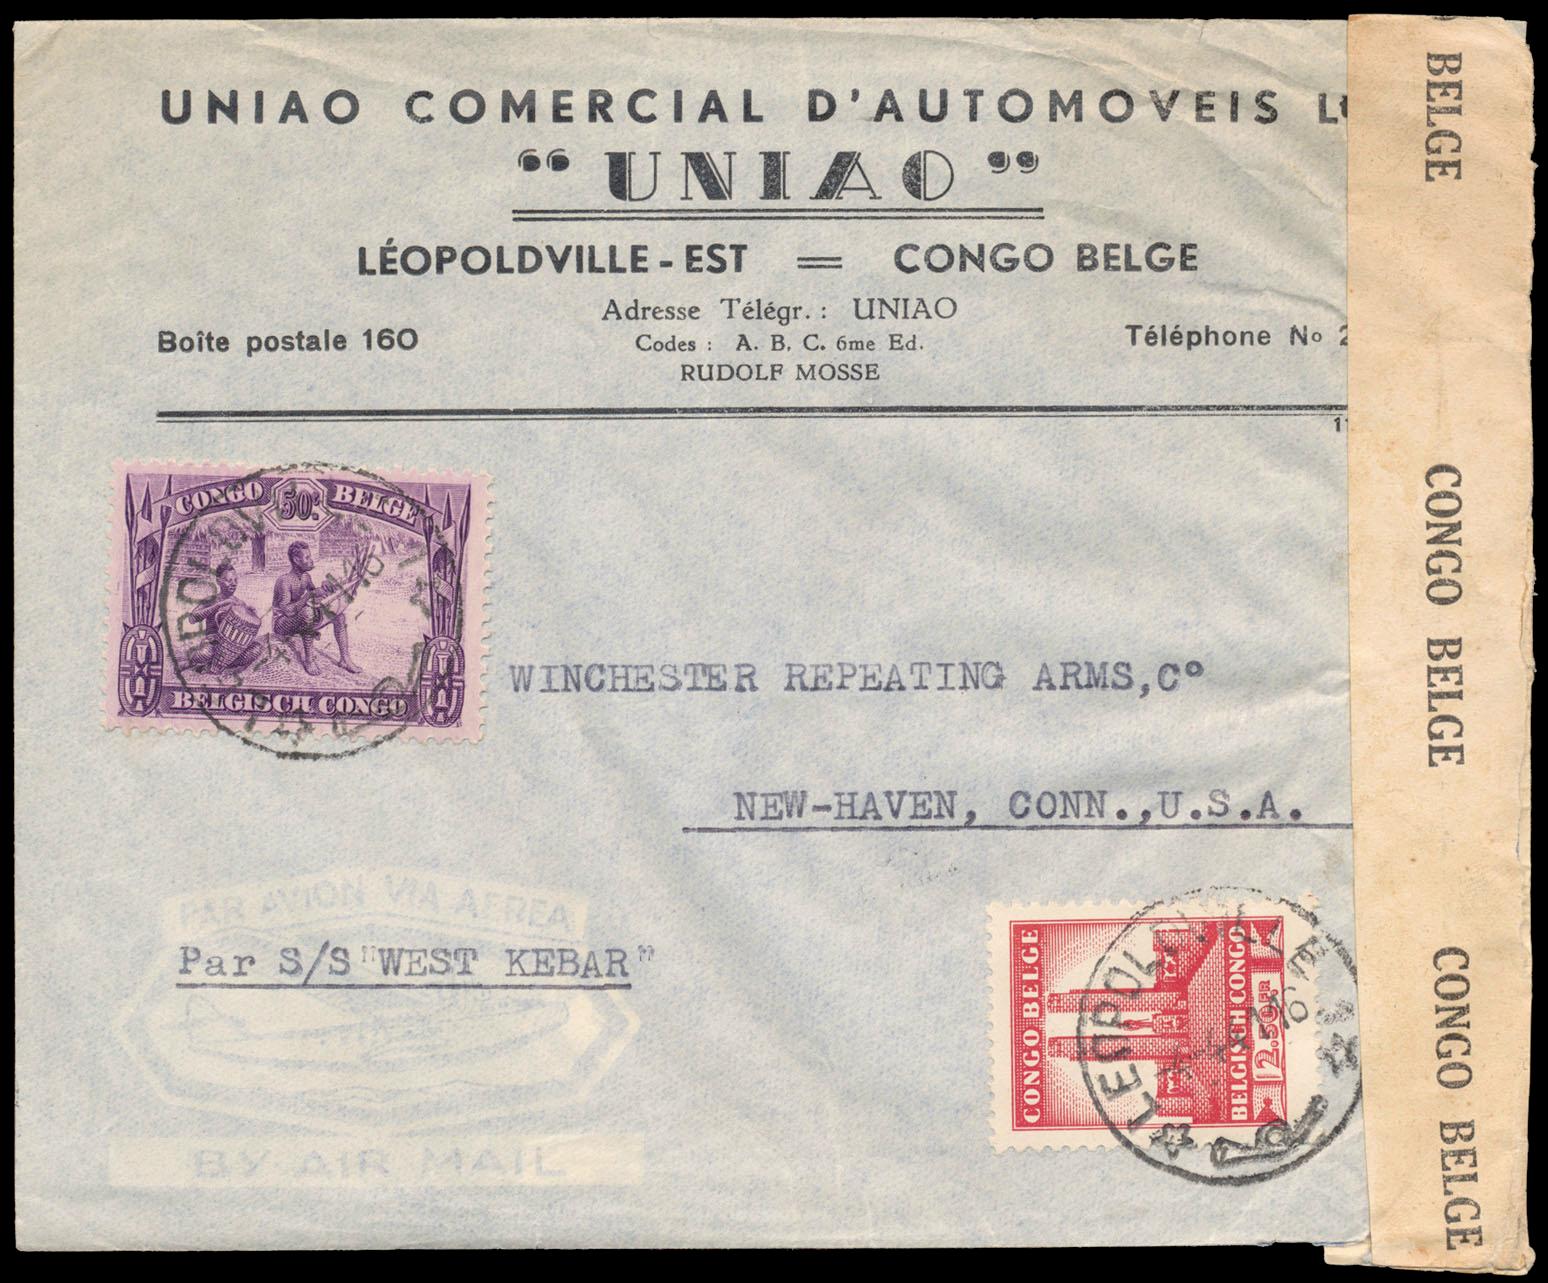 UNIAO COMERCIAL D'AUTOMOVEIS
“ UNIAO ”
LÉOPOLDVILLE-EST = CONGO BELGE
Adresse Télégr.: UNIAO
Boîte postale 160
Codes : A. B. C. 6me Ed.
Téléphone No 2
RUDOLF MOSSE
11
CONGO 50c BELGE
BELGISCH CONGO
WINCHESTER REPEATING ARMS,Cº
NEW-HAVEN, CONN.,U.S.A.
PAR AVION VIA AEREA
Par S/S "WEST KEBAR"
BY AIR MAIL
CONGO BELGE
BELGISCH CONGO
2.50 FR
BELGE
CONGO BELGE
CONGO BELGE